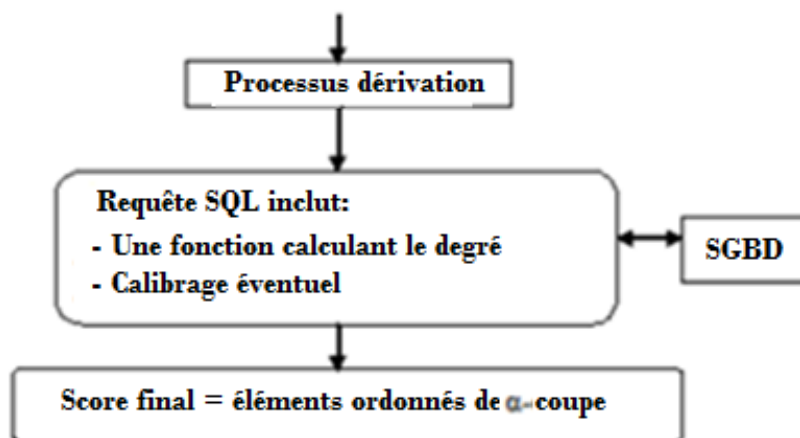 Processus dérivation
Requête SQL inclut:
- Une fonction calculant le degré
- Calibrage éventuel
SGBD
Score final = éléments ordonnés de α-coupe